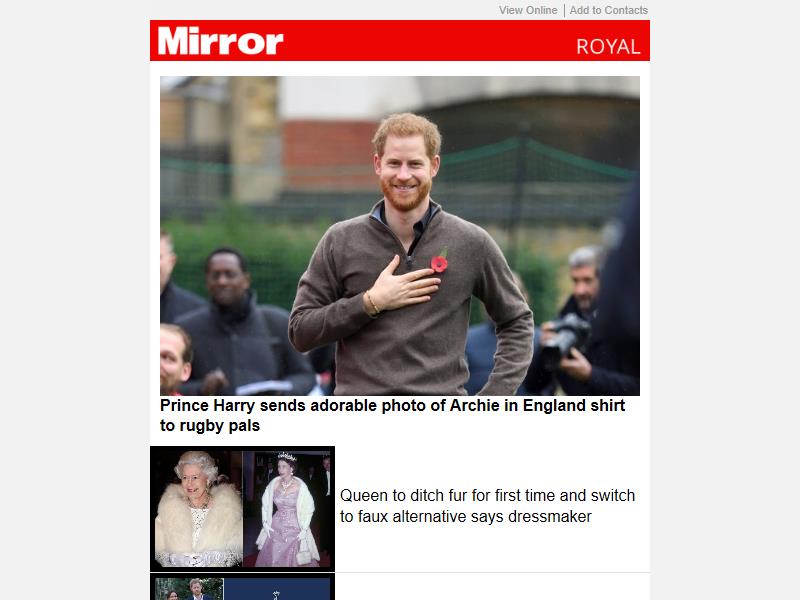 View Online | Add to Contacts
Mirror ROYAL
Prince Harry sends adorable photo of Archie in England shirt
to rugby pals
Queen to ditch fur for first time and switch
to faux alternative says dressmaker